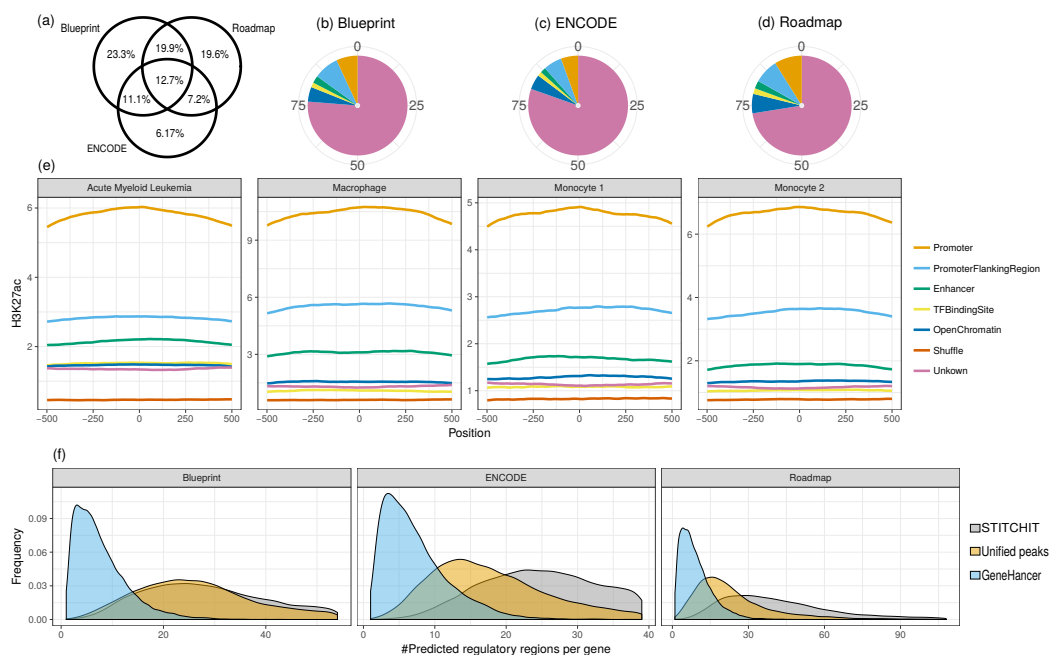 (a)
Blueprint
Roadmap
ENCODE
23.3%
19.9%
19.6%
12.7%
11.1%
7.2%
6.17%
(b) Blueprint
0
25
50
75
(c) ENCODE
0
25
50
75
(d) Roadmap
0
25
50
75
(e)
Acute Myeloid Leukemia
Macrophage
Monocyte 1
Monocyte 2
H3K27ac
6
4
2
9
6
3
5
4
3
2
1
6
4
2
−500 −250 0 250 500
−500 −250 0 250 500
−500 −250 0 250 500
−500 −250 0 250 500
Position
Promoter
PromoterFlankingRegion
Enhancer
TFBindingSite
OpenChromatin
Shuffle
Unkown
(f)
Blueprint
ENCODE
Roadmap
Frequency
0.09
0.06
0.03
0.00
0 20 40
0 10 20 30 40
0 30 60 90
#Predicted regulatory regions per gene
STITCHIT
Unified peaks
GeneHancer